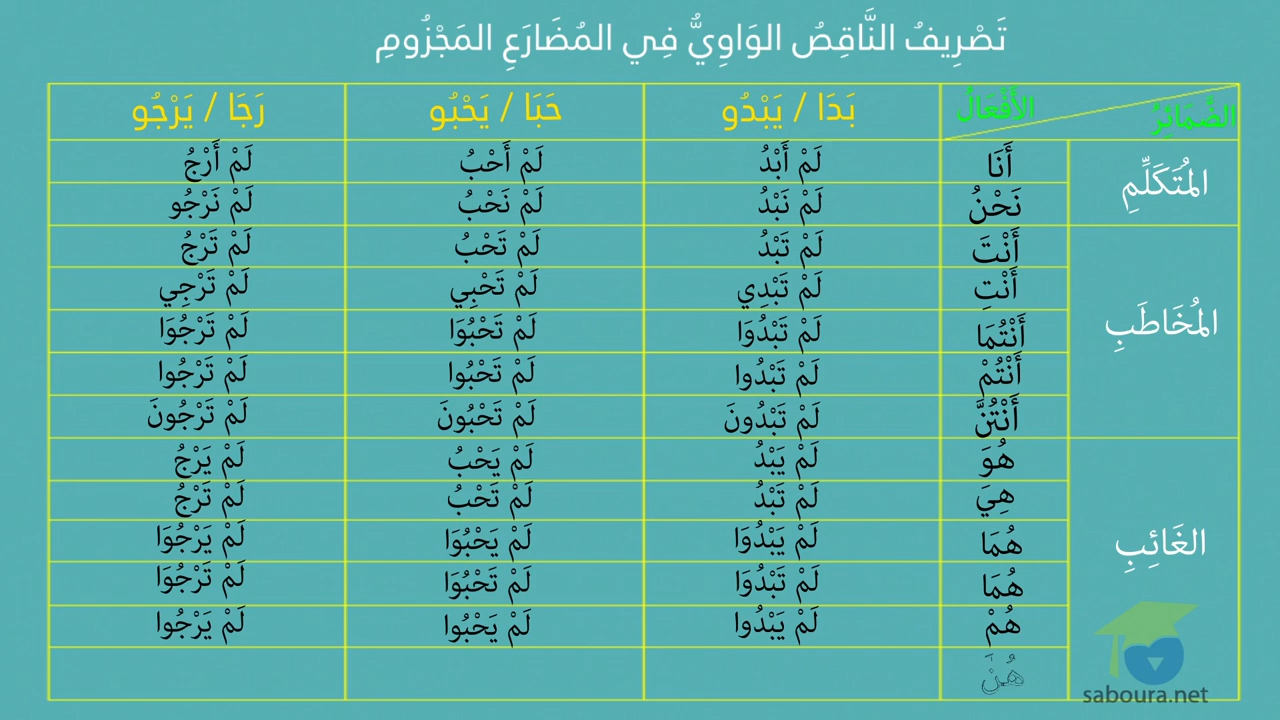 تَصْرِيفُ النَّاقِصُ الوَاوِيُّ فِي المُضَارَعِ المَجْزُومِ
الضَّمَائِرُ / الأَفْعَالُ بَدَا / يَبْدُو حَبَا / يَحْبُو رَجَا / يَرْجُو
المُتَكَلِّمِ أَنَا لَمْ أَبْدُ لَمْ أَحْبُ لَمْ أَرْجُ
نَحْنُ لَمْ نَبْدُ لَمْ نَحْبُ لَمْ نَرْجُو
المُخَاطَبِ أَنْتَ لَمْ تَبْدُ لَمْ تَحْبُ لَمْ تَرْجُ
أَنْتِ لَمْ تَبْدِي لَمْ تَحْبِي لَمْ تَرْجِي
أَنْتُمَا لَمْ تَبْدُوَا لَمْ تَحْبُوَا لَمْ تَرْجُوَا
أَنْتُمْ لَمْ تَبْدُوا لَمْ تَحْبُوا لَمْ تَرْجُوا
أَنْتُنَّ لَمْ تَبْدُونَ لَمْ تَحْبُونَ لَمْ تَرْجُونَ
الغَائِبِ هُوَ لَمْ يَبْدُ لَمْ يَحْبُ لَمْ يَرْجُ
هِيَ لَمْ تَبْدُ لَمْ تَحْبُ لَمْ تَرْجُ
هُمَا لَمْ يَبْدُوَا لَمْ يَحْبُوَا لَمْ يَرْجُوَا
هُمَا لَمْ تَبْدُوَا لَمْ تَحْبُوَا لَمْ تَرْجُوَا
هُمْ لَمْ يَبْدُوا لَمْ يَحْبُوا لَمْ يَرْجُوا
هُنَّ
saboura.net